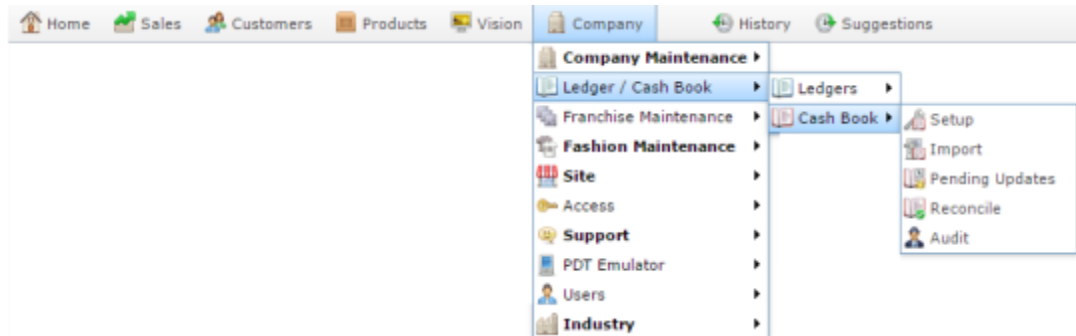 Home Sales Customers Products Vision Company History Suggestions
Company Maintenance
Ledger / Cash Book
Franchise Maintenance
Fashion Maintenance
Site
Access
Support
PDT Emulator
Users
Industry
Ledgers
Cash Book
Setup
Import
Pending Updates
Reconcile
Audit